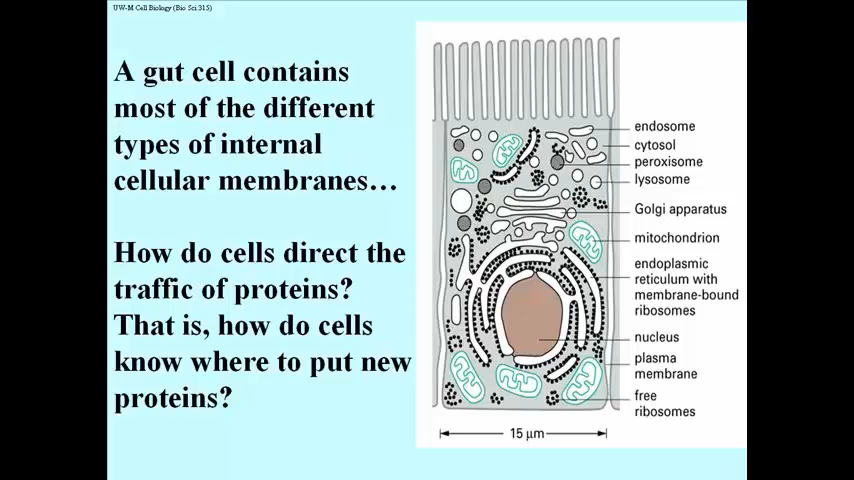 UW-M Cell Biology (Bio Sci 315)
A gut cell contains
most of the different
types of internal
cellular membranes…
How do cells direct the
traffic of proteins?
That is, how do cells
know where to put new
proteins?
endosome
cytosol
peroxisome
lysosome
Golgi apparatus
mitochondrion
endoplasmic
reticulum with
membrane-bound
ribosomes
nucleus
plasma
membrane
free
ribosomes
15 μm